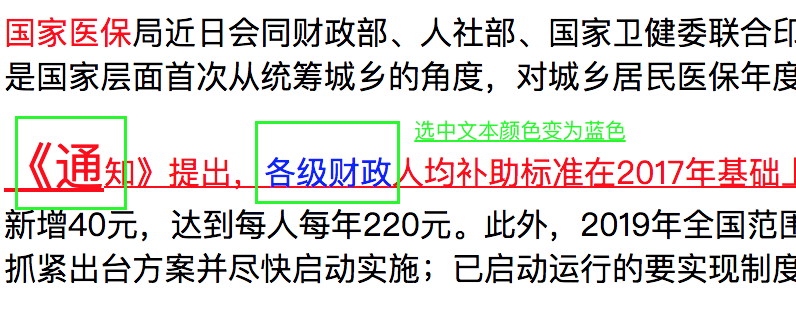 国家医保局近日会同财政部、人社部、国家卫健委联合印
是国家层面首次从统筹城乡的角度，对城乡居民医保年度
选中文本颜色变为蓝色
《通知》提出，各级财政人均补助标准在2017年基础上
新增40元，达到每人每年220元。此外，2019年全国范围
抓紧出台方案并尽快启动实施；已启动运行的要实现制度